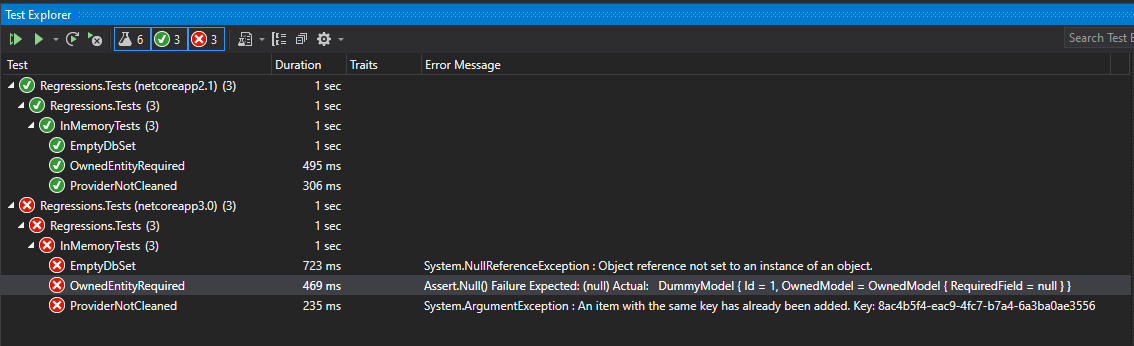 Test Explorer
6 3 3 Search Test E
Test Duration Traits Error Message
Regressions.Tests (netcoreapp2.1) (3) 1 sec
Regressions.Tests (3) 1 sec
InMemoryTests (3) 1 sec
EmptyDbSet 1 sec
OwnedEntityRequired 495 ms
ProviderNotCleaned 306 ms
Regressions.Tests (netcoreapp3.0) (3) 1 sec
Regressions.Tests (3) 1 sec
InMemoryTests (3) 1 sec
EmptyDbSet 723 ms System.NullReferenceException : Object reference not set to an instance of an object.
OwnedEntityRequired 469 ms Assert.Null() Failure Expected: (null) Actual: DummyModel { Id = 1, OwnedModel = OwnedModel { RequiredField = null } }
ProviderNotCleaned 235 ms System.ArgumentException : An item with the same key has already been added. Key: 8ac4b5f4-eac9-4fc7-b7a4-6a3ba0ae3556